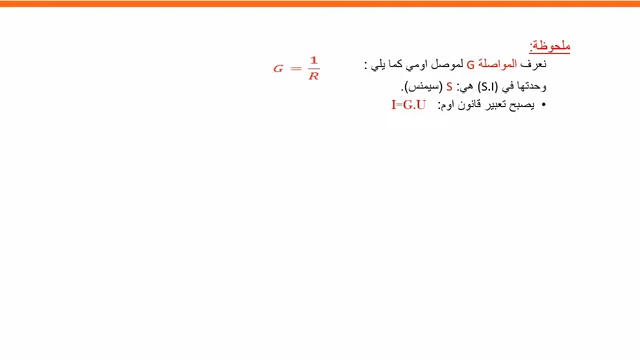 ملحوظة:
نعرف المواصلة G لموصل اومي كما يلي : G = 1/R
وحدتها في (S.I) هي: S (سيمنس).
• يصبح تعبير قانون اوم: I=G.U